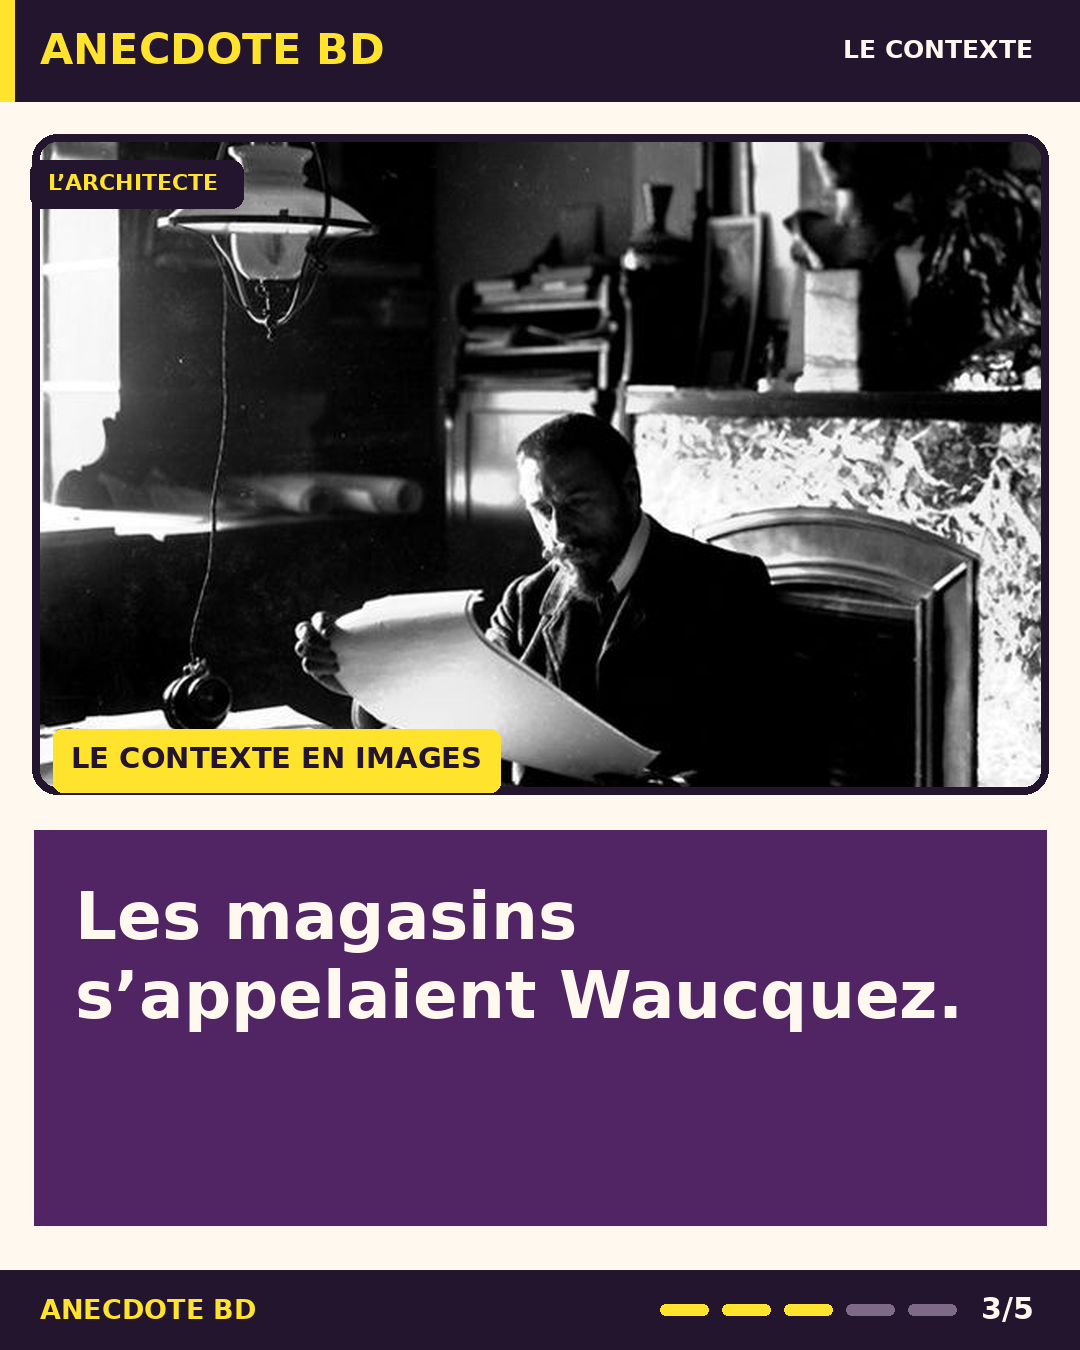 ANECDOTE BD
LE CONTEXTE
L’ARCHITECTE
LE CONTEXTE EN IMAGES
Les magasins
s’appelaient Waucquez.
ANECDOTE BD
3/5